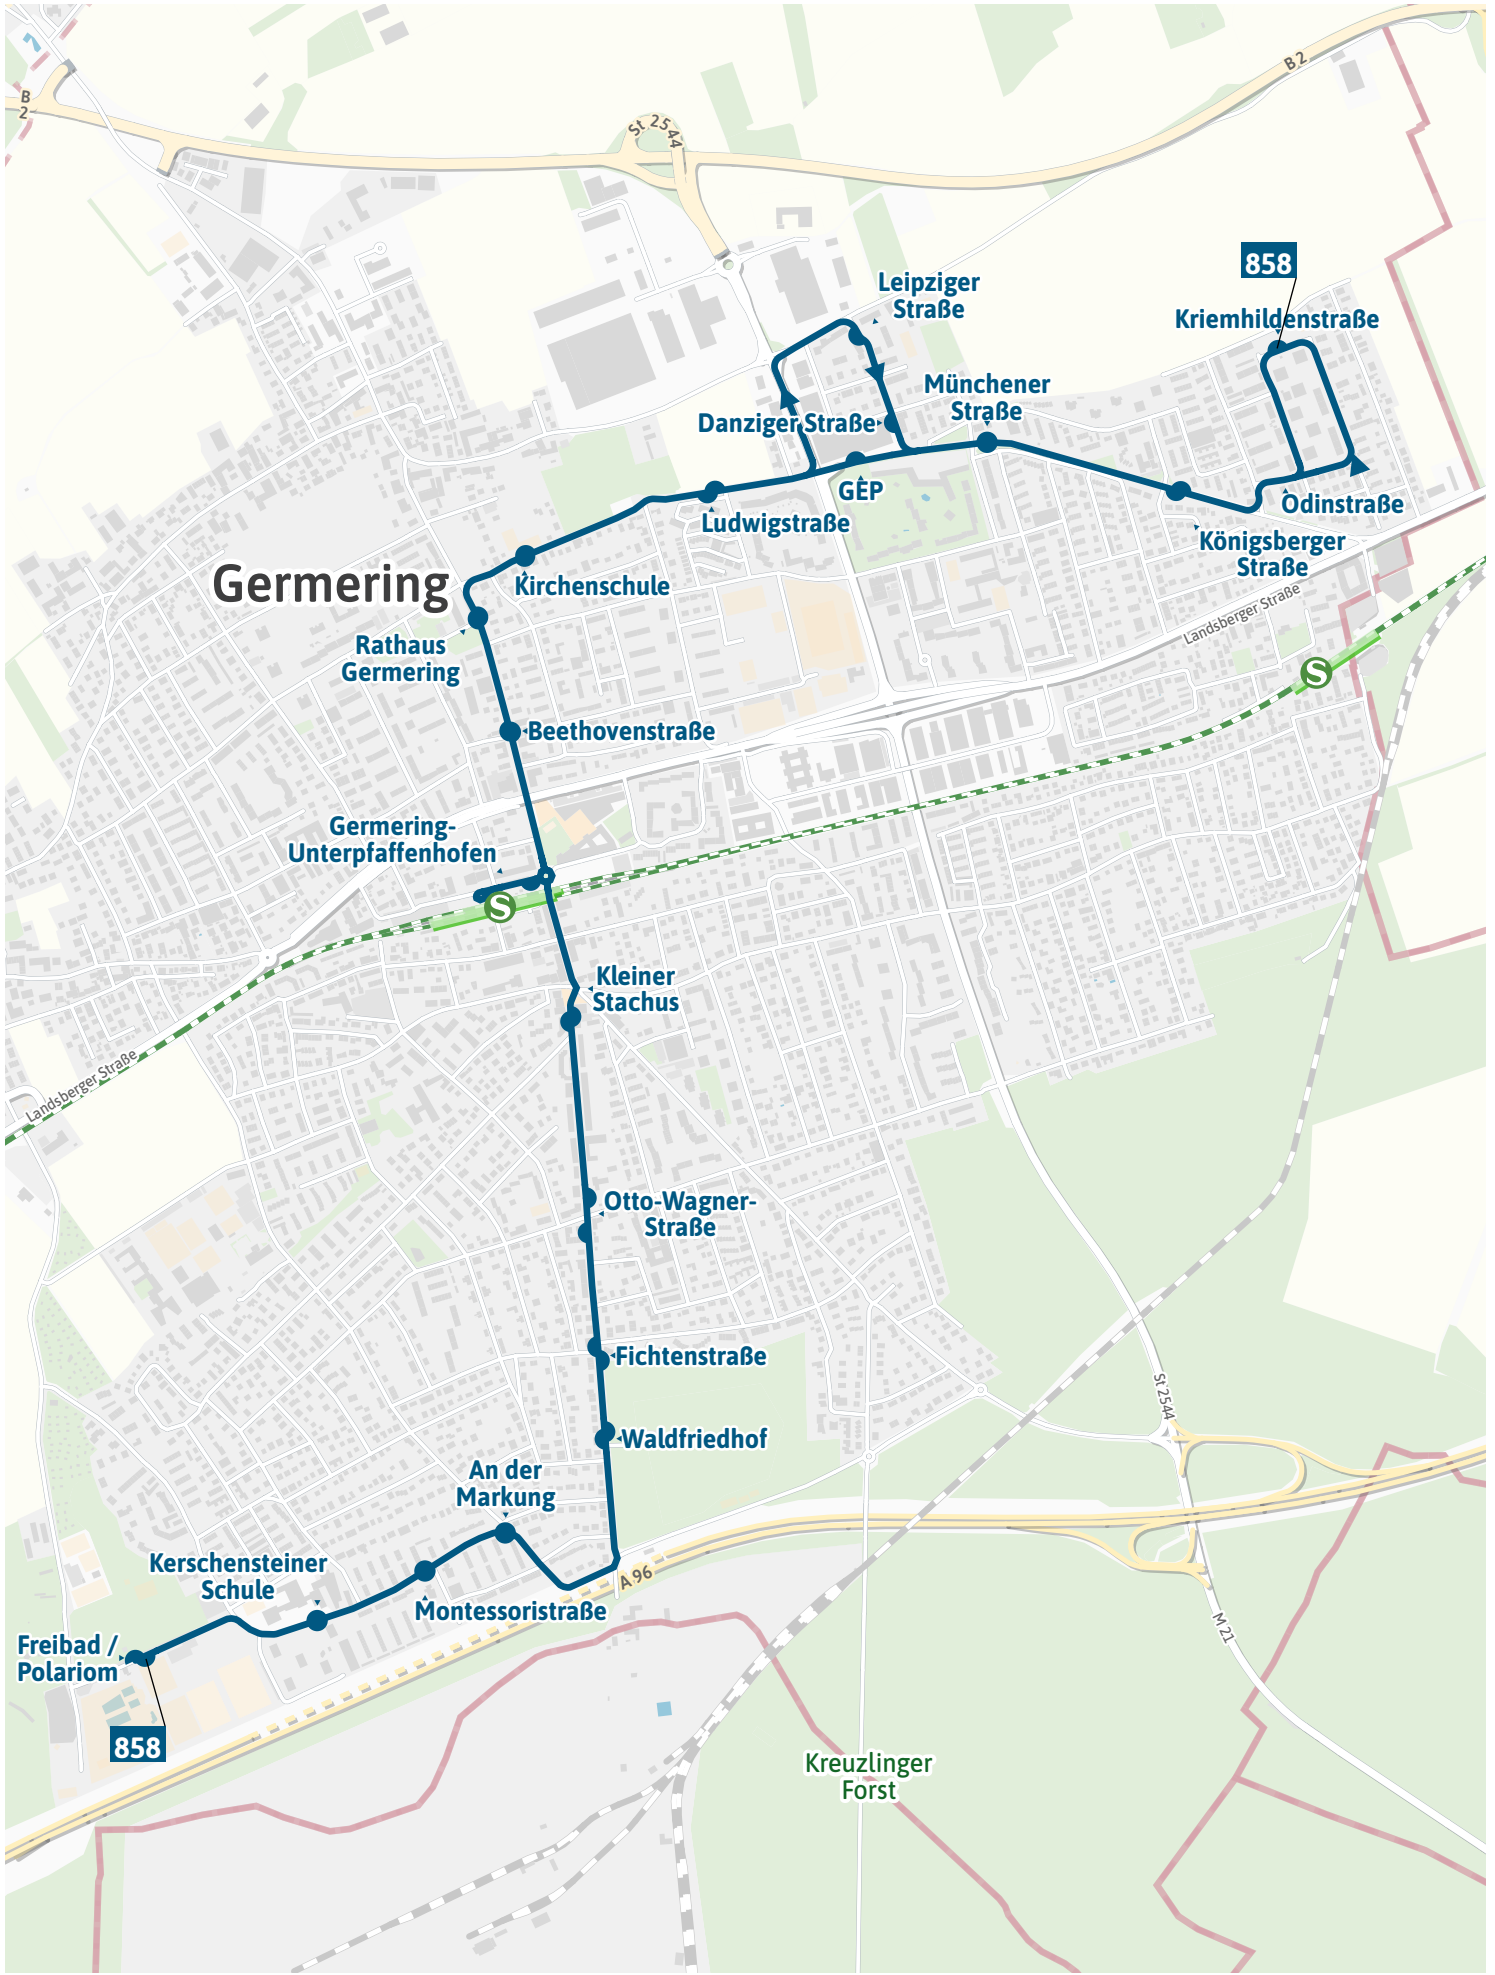 B 2
B
2
St 2544
858
Leipziger
Straße
Kriemhildenstraße
Münchener
Straße
Danziger Straße
GEP
Odinstraße
Ludwigstraße
Königsberger
Straße
Germering
Kirchenschule
Landsberger Straße
Rathaus
Germering
S
Beethovenstraße
Germering-
Unterpfaffenhofen
S
Kleiner
Stachus
Landsberger Straße
Otto-Wagner-
Straße
Fichtenstraße
St 2544
Waldfriedhof
An der
Markung
Kerschensteiner
Schule
A 96
Montessoristraße
M 21
Freibad /
Polariom
858
Kreuzlinger
Forst